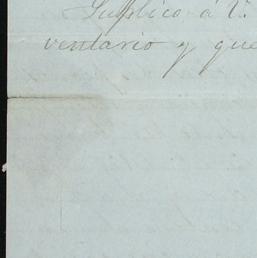 Suplico á V.
ventario y que